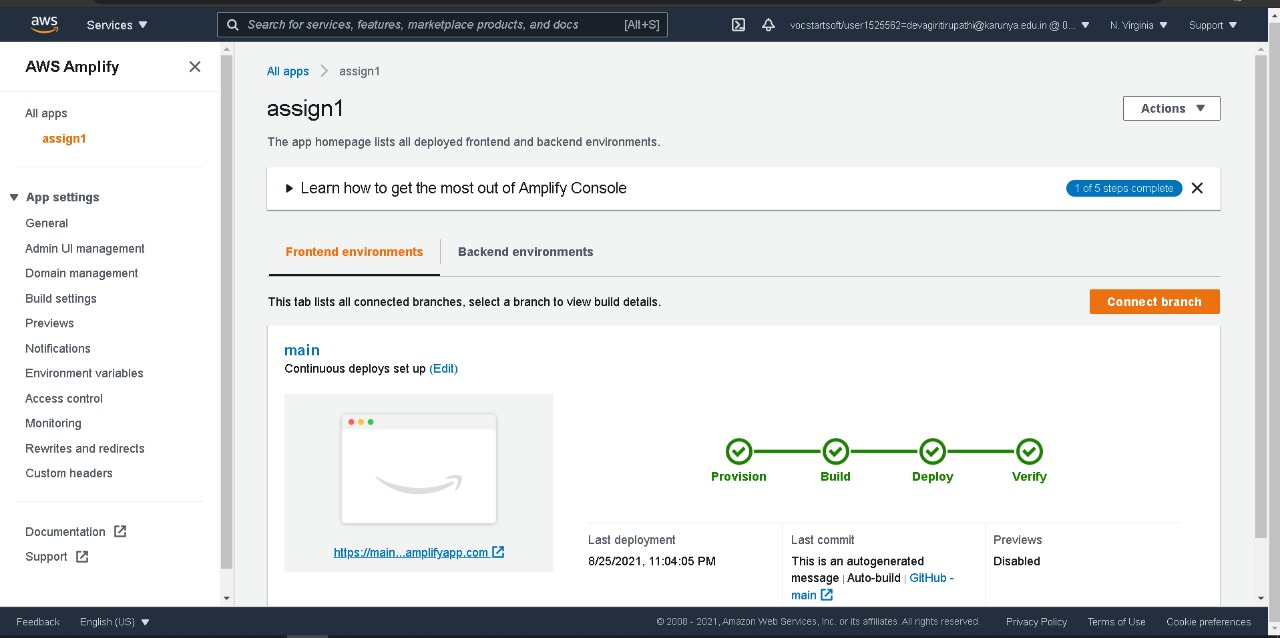 aws
Services
Search for services, features, marketplace products, and docs [Alt+S]
vocstartsoft/user1525562=devagiritirupathi@karunya.edu.in @ 0...
N. Virginia
Support
AWS Amplify
All apps
assign1
App settings
General
Admin UI management
Domain management
Build settings
Previews
Notifications
Environment variables
Access control
Monitoring
Rewrites and redirects
Custom headers
Documentation
Support
All apps
assign1
assign1
Actions
The app homepage lists all deployed frontend and backend environments.
Learn how to get the most out of Amplify Console
1 of 5 steps complete
Frontend environments
Backend environments
This tab lists all connected branches, select a branch to view build details.
Connect branch
main
Continuous deploys set up (Edit)
https://main...amplifyapp.com
Provision
Build
Deploy
Verify
Last deployment
8/25/2021, 11:04:05 PM
Last commit
This is an autogenerated
message | Auto-build | GitHub -
main
Previews
Disabled
Feedback
English (US)
© 2008 - 2021, Amazon Web Services, Inc. or its affiliates. All rights reserved.
Privacy Policy
Terms of Use
Cookie preferences